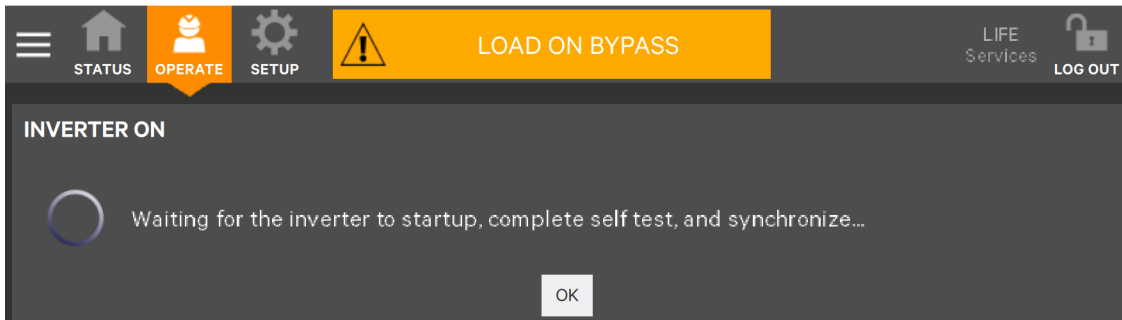 STATUS
OPERATE
SETUP
LOAD ON BYPASS
LIFE
Services
LOG OUT
INVERTER ON
Waiting for the inverter to startup, complete self test, and synchronize...
OK